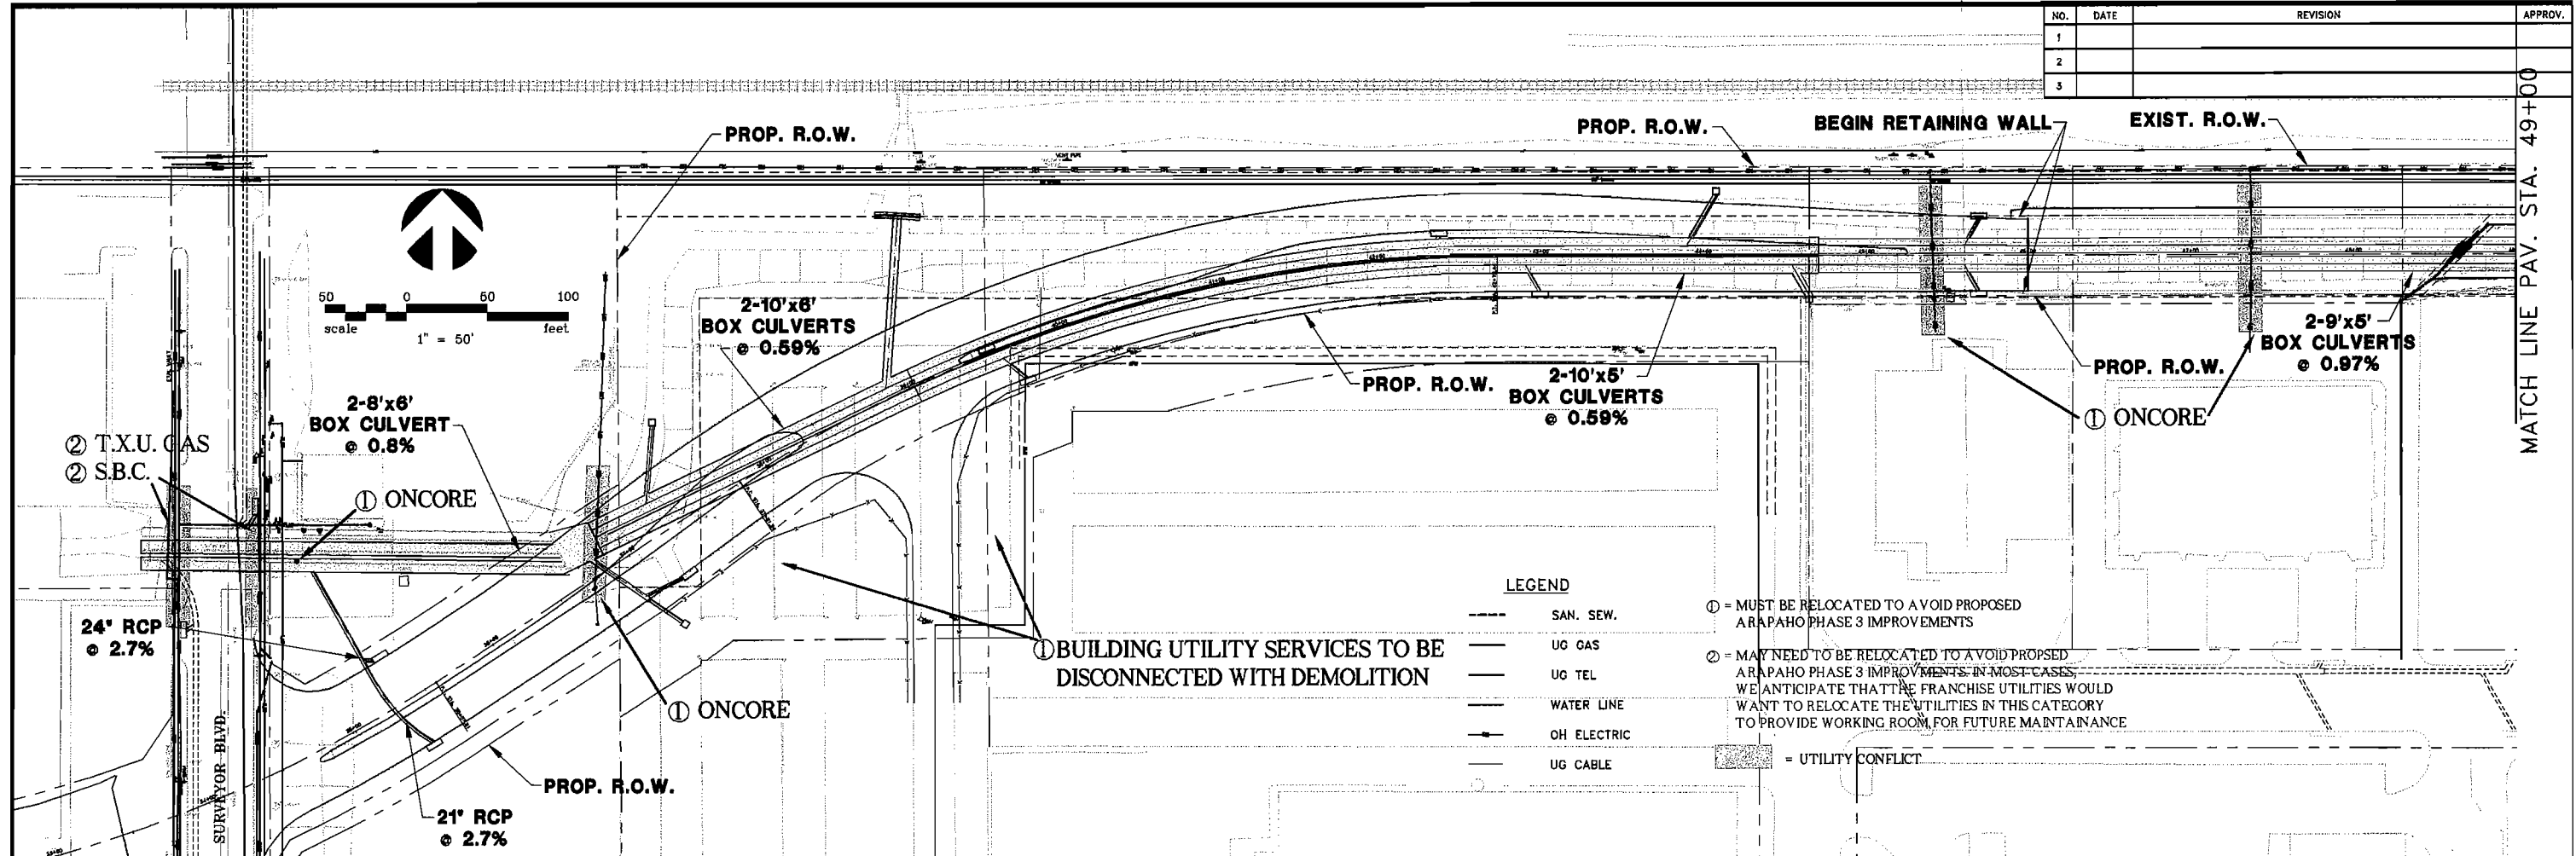 NO. DATE REVISION APPROV.
1
2
3
MATCH LINE PAV. STA. 49+00
PROP. R.O.W.
PROP. R.O.W.
BEGIN RETAINING WALL
EXIST. R.O.W.
50 0 50 100
scale feet
1" = 50'
2-10'x6'
BOX CULVERTS
@ 0.59%
2-8'x6'
BOX CULVERT
@ 0.8%
② T.X.U. GAS
② S.B.C.
① ONCORE
PROP. R.O.W.
2-10'x5'
BOX CULVERTS
@ 0.59%
2-9'x5'
BOX CULVERTS
@ 0.97%
PROP. R.O.W.
① ONCORE
24" RCP
@ 2.7%
① BUILDING UTILITY SERVICES TO BE
DISCONNECTED WITH DEMOLITION
① ONCORE
PROP. R.O.W.
21" RCP
@ 2.7%
SURVEYOR BLVD.
LEGEND
SAN. SEW.
UG GAS
UG TEL
WATER LINE
OH ELECTRIC
UG CABLE
① = MUST BE RELOCATED TO AVOID PROPOSED
ARAPAHO PHASE 3 IMPROVEMENTS
② = MAY NEED TO BE RELOCATED TO AVOID PROPSED
ARAPAHO PHASE 3 IMPROVMENTS. IN MOST CASES,
WE ANTICIPATE THAT THE FRANCHISE UTILITIES WOULD
WANT TO RELOCATE THE UTILITIES IN THIS CATEGORY
TO PROVIDE WORKING ROOM FOR FUTURE MAINTAINANCE
= UTILITY CONFLICT